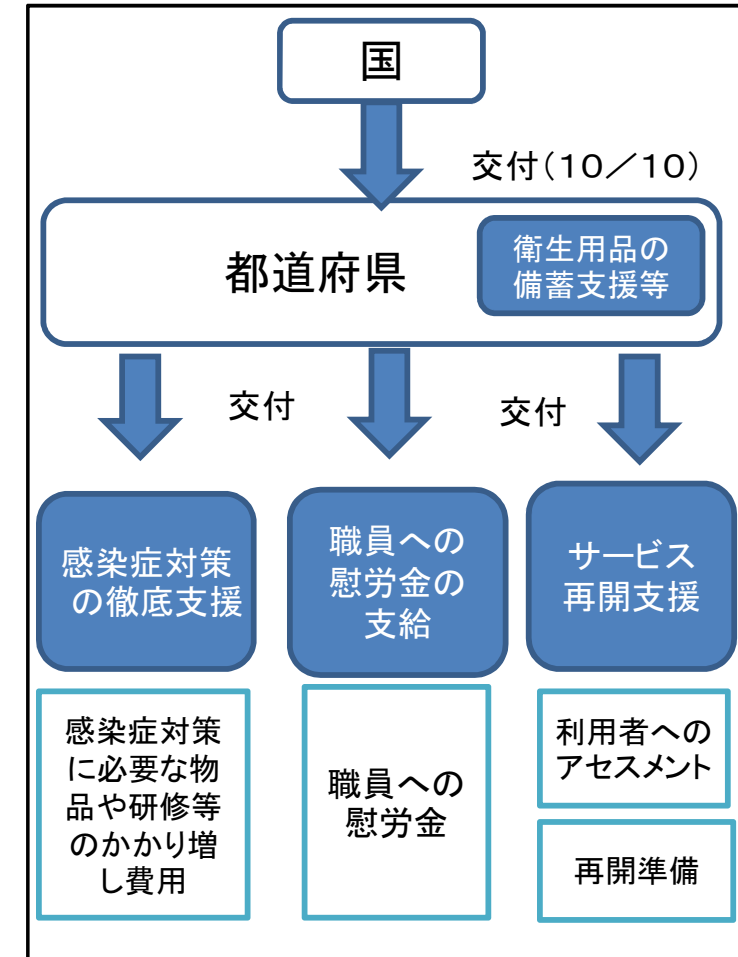 国
交付（１０／１０）
都道府県
衛生用品の
備蓄支援等
交付
交付
感染症対策
の徹底支援
職員への
慰労金の
支給
サービス
再開支援
感染症対策
に必要な物
品や研修等
のかかり増
し費用
職員への
慰労金
利用者への
アセスメント
再開準備